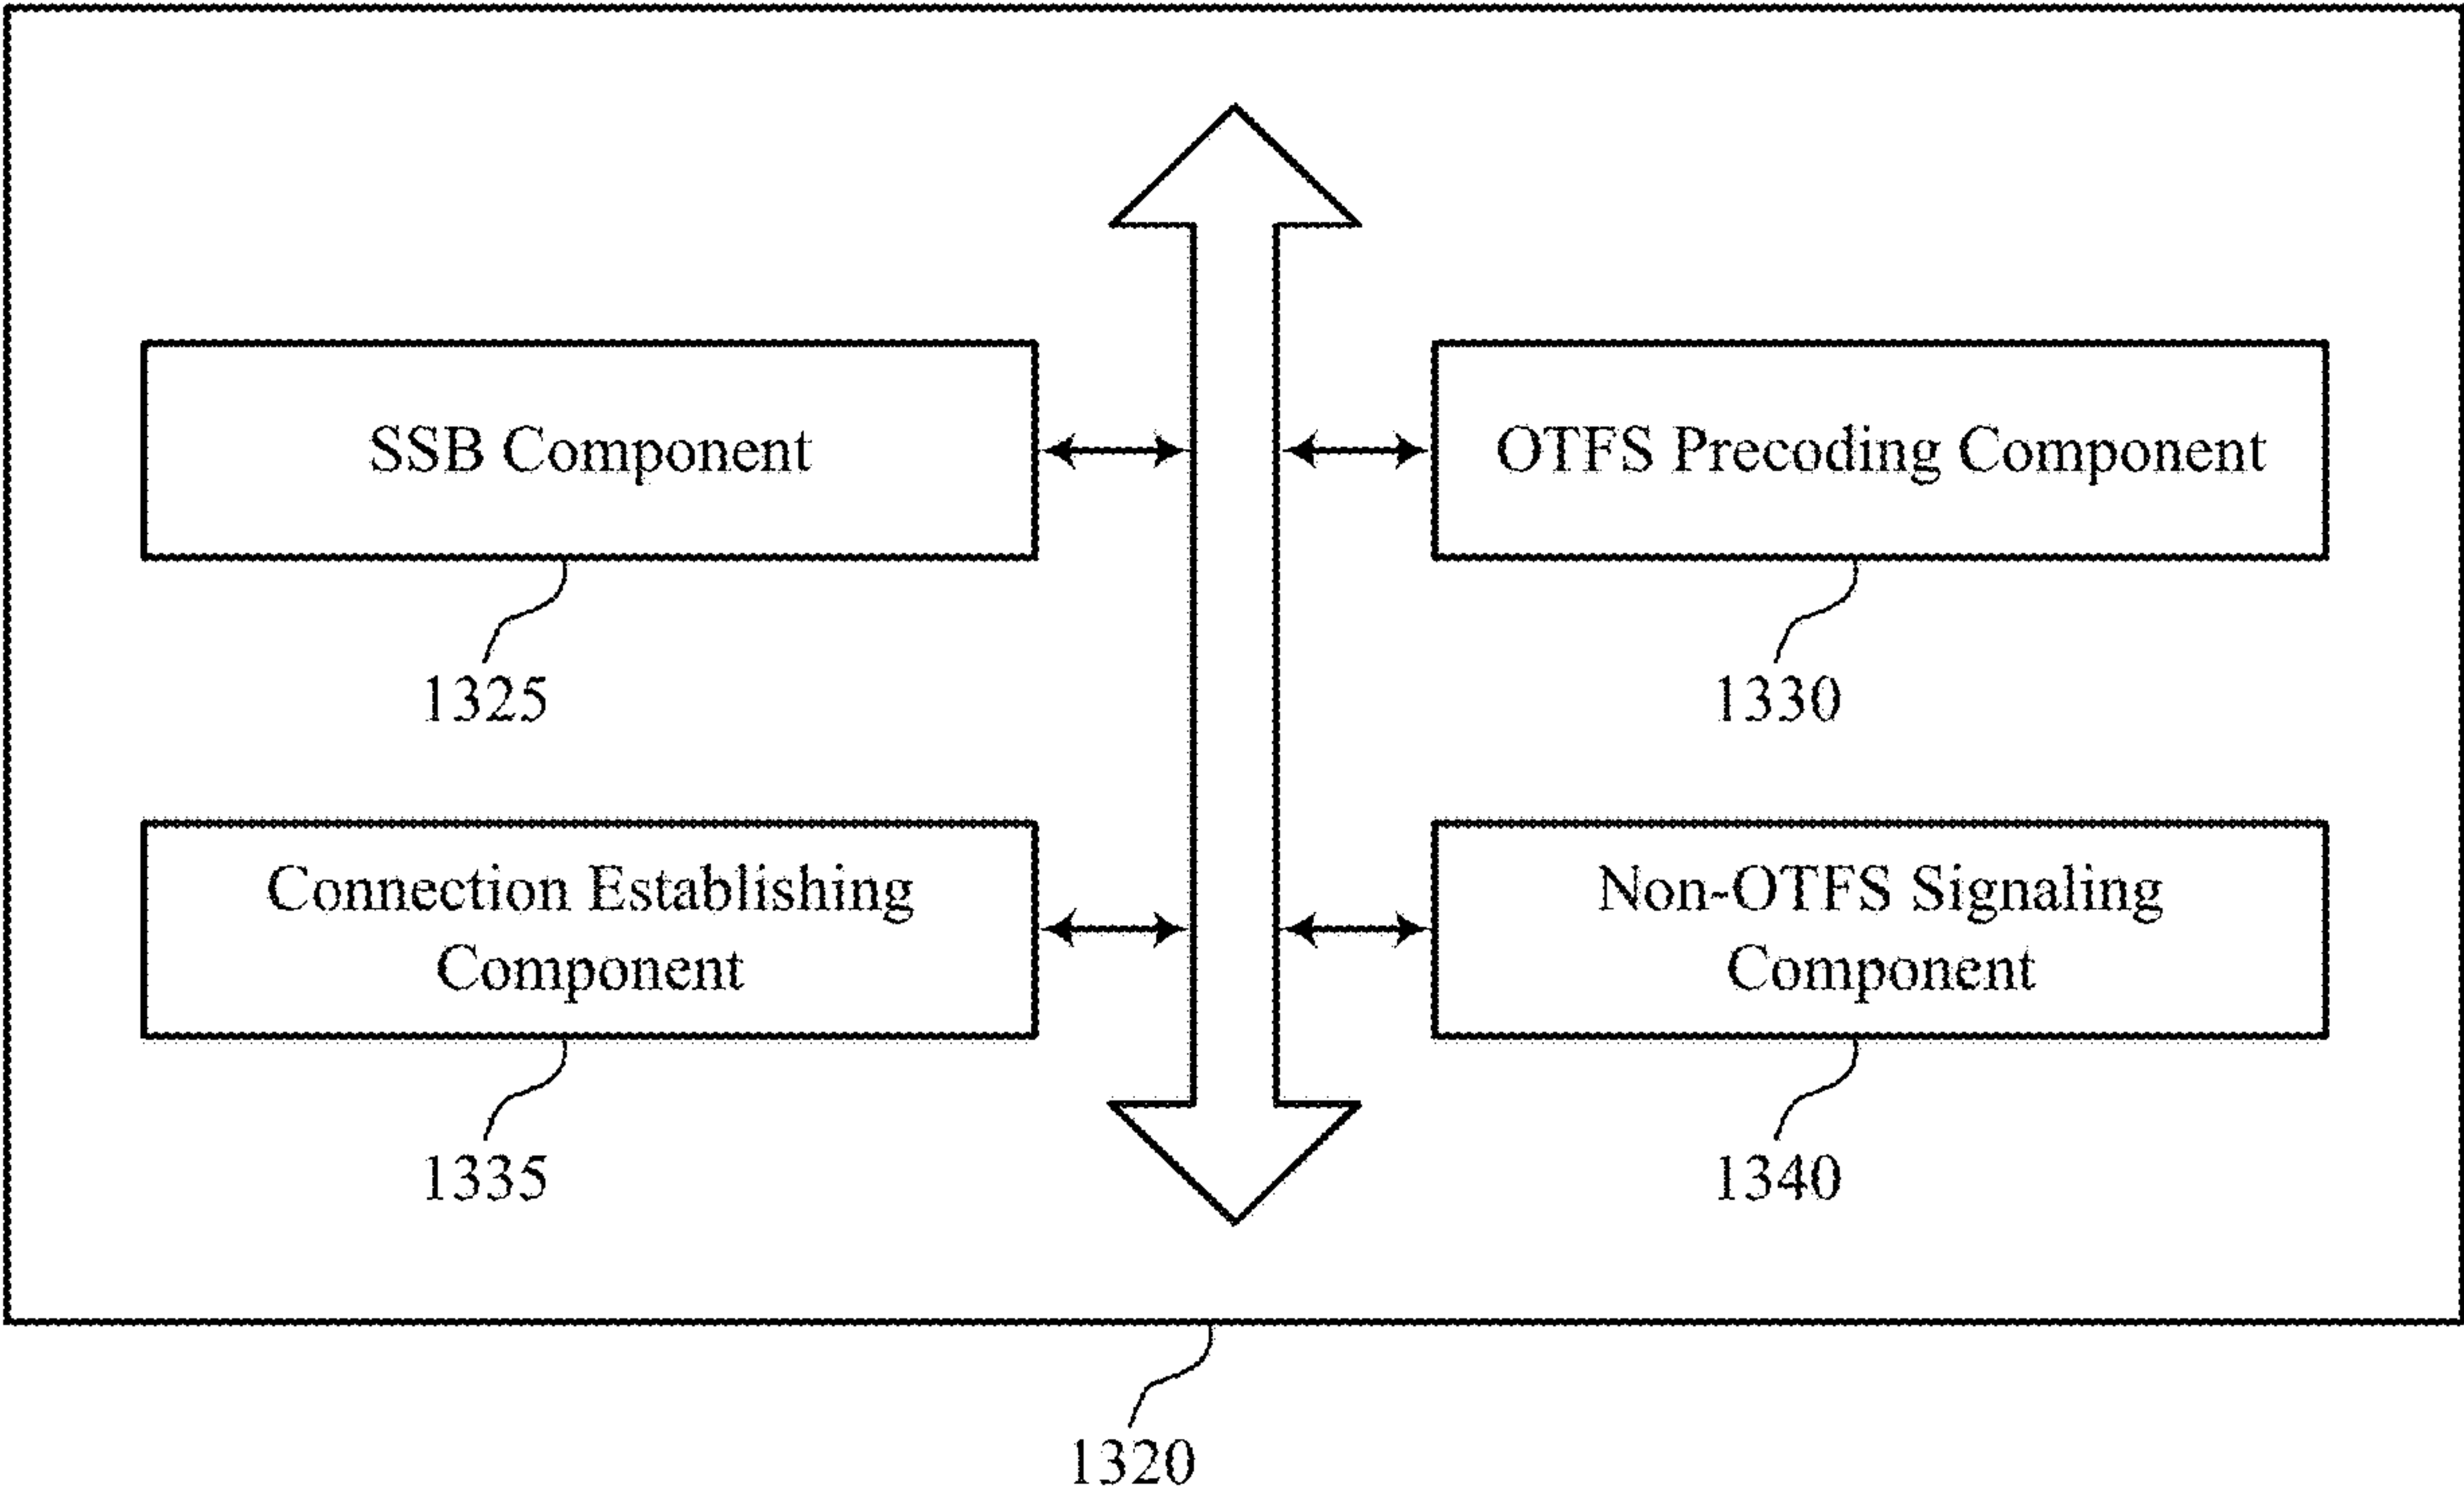 SSB Component
OTFS Precoding Component
1325
1330
Connection Establishing
Component
Non-OTFS Signaling
Component
1335
1340
1320